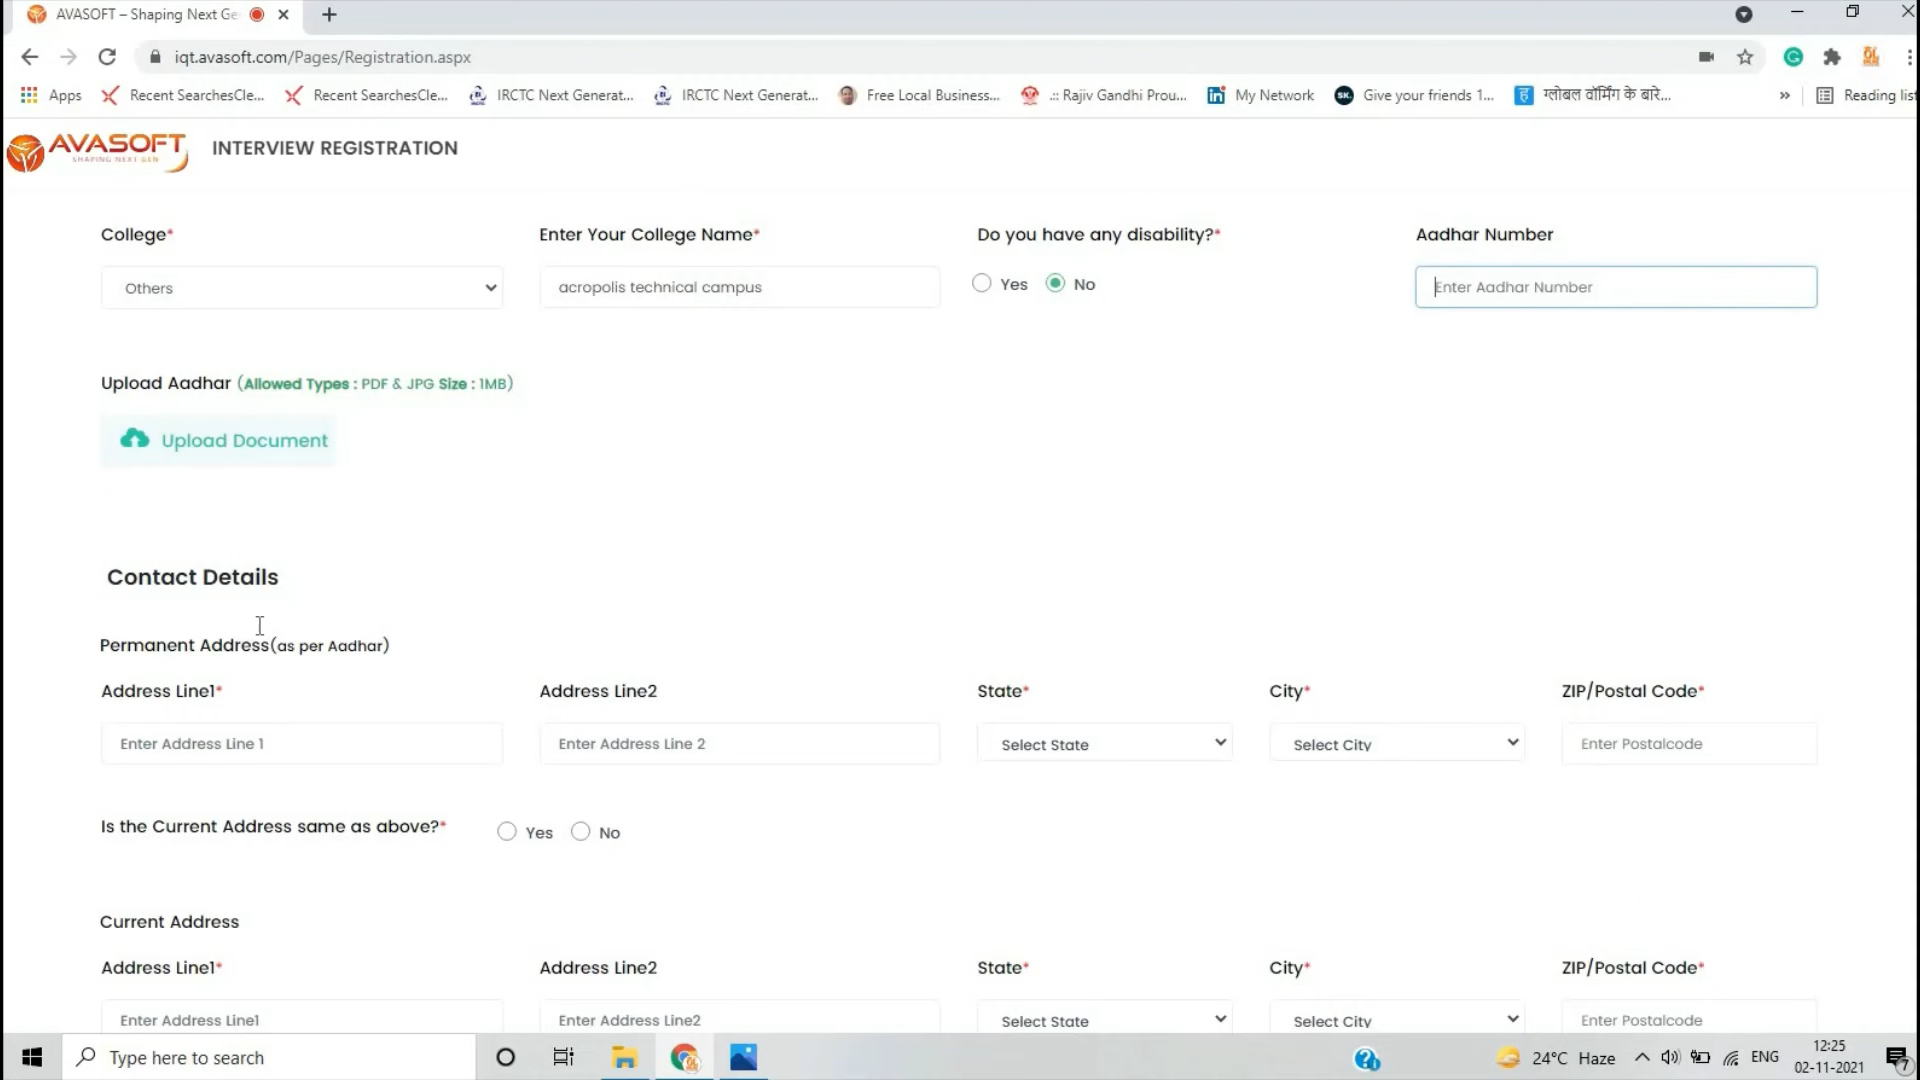 AVASOFT – Shaping Next Ge
iqt.avasoft.com/Pages/Registration.aspx
Apps
Recent SearchesCle...
Recent SearchesCle...
IRCTC Next Generat...
IRCTC Next Generat...
Free Local Business...
.:: Rajiv Gandhi Prou...
My Network
Give your friends 1...
ग्लोबल वॉर्मिंग के बारे...
»
Reading list
AVASOFT
SHAPING NEXT GEN
INTERVIEW REGISTRATION
College*
Enter Your College Name*
Do you have any disability?*
Aadhar Number
Others
acropolis technical campus
Yes
No
Enter Aadhar Number
Upload Aadhar (Allowed Types : PDF & JPG Size : 1MB)
Upload Document
Contact Details
Permanent Address(as per Aadhar)
Address Line1*
Address Line2
State*
City*
ZIP/Postal Code*
Enter Address Line 1
Enter Address Line 2
Select State
Select City
Enter Postalcode
Is the Current Address same as above?*
Yes
No
Current Address
Address Line1*
Address Line2
State*
City*
ZIP/Postal Code*
Enter Address Line1
Enter Address Line2
Select State
Select City
Enter Postalcode
Type here to search
24°C Haze
ENG
12:25
02-11-2021
7